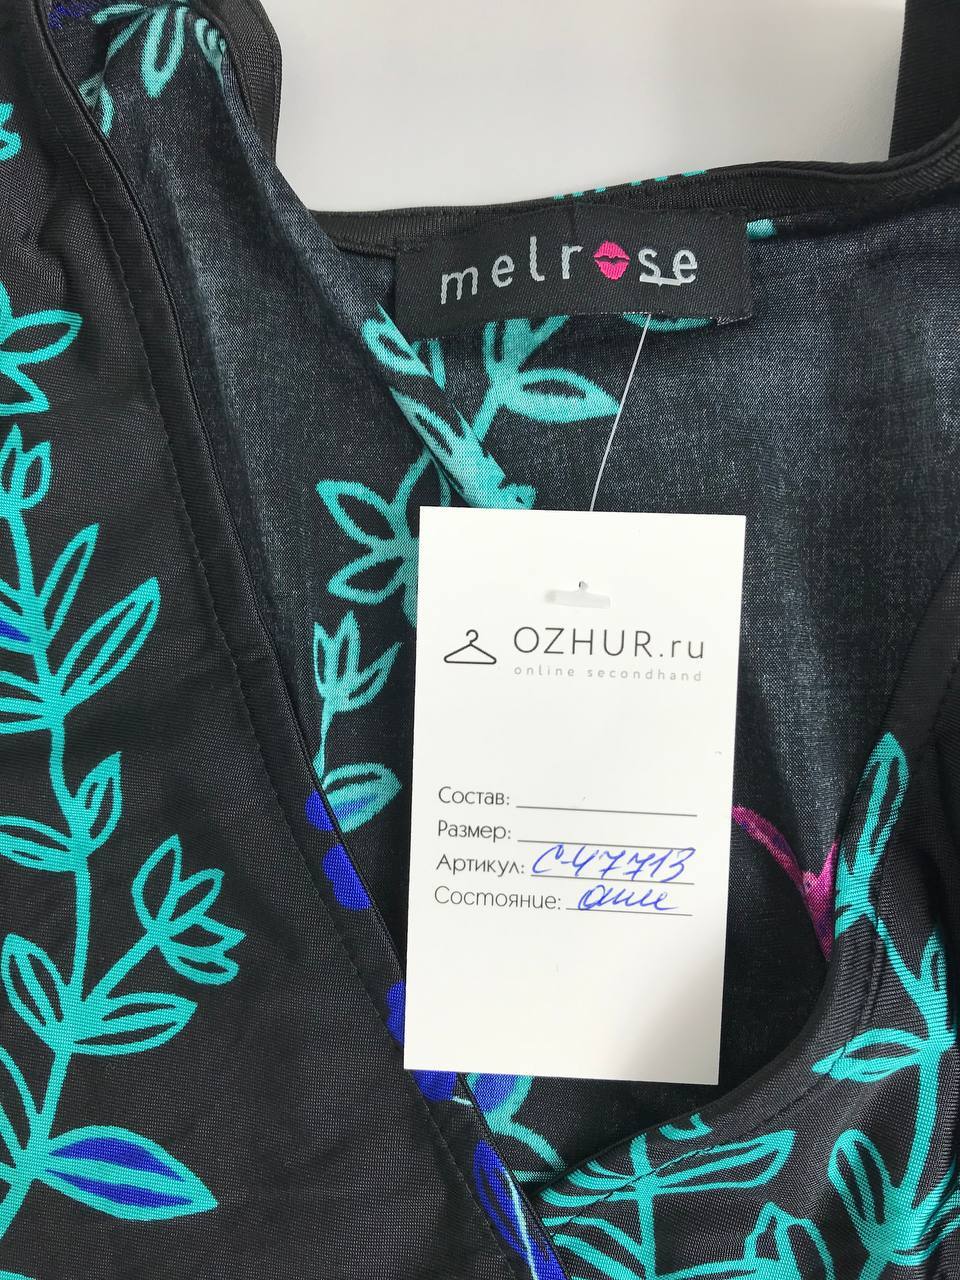 melrose
OZHUR.ru
online secondhand
Состав:
Размер:
Артикул: С-47713
Состояние: